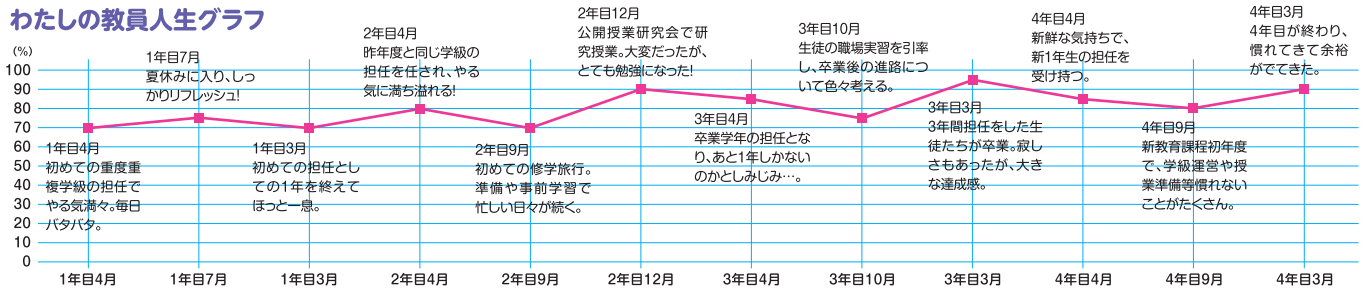 わたしの教員人生グラフ
(%)
100
90
80
70
60
50
40
30
20
10
0
1年目4月
初めての重度重
複学級の担任で
やる気満々。毎日
バタバタ。
1年目7月
夏休みに入り、しっ
かりリフレッシュ!
1年目3月
初めての担任とし
ての1年を終えて
ほっと一息。
2年目4月
昨年度と同じ学級の
担任を任され、やる
気に満ち溢れる!
2年目9月
初めての修学旅行。
準備や事前学習で
忙しい日々が続く。
2年目12月
公開授業研究会で研
究授業。大変だったが、
とても勉強になった!
3年目4月
卒業学年の担任とな
り、あと1年しかない
のかとしみじみ…。
3年目10月
生徒の職場実習を引率
し、卒業後の進路につ
いて色々考える。
3年目3月
3年間担任をした生
徒たちが卒業。寂し
さもあったが、大き
な達成感。
4年目4月
新鮮な気持ちで、
新1年生の担任を
受け持つ。
4年目9月
新教育課程初年度
で、学級運営や授
業準備等慣れない
ことがたくさん。
4年目3月
4年目が終わり、
慣れてきて余裕
がでてきた。
1年目4月
1年目7月
1年目3月
2年目4月
2年目9月
2年目12月
3年目4月
3年目10月
3年目3月
4年目4月
4年目9月
4年目3月